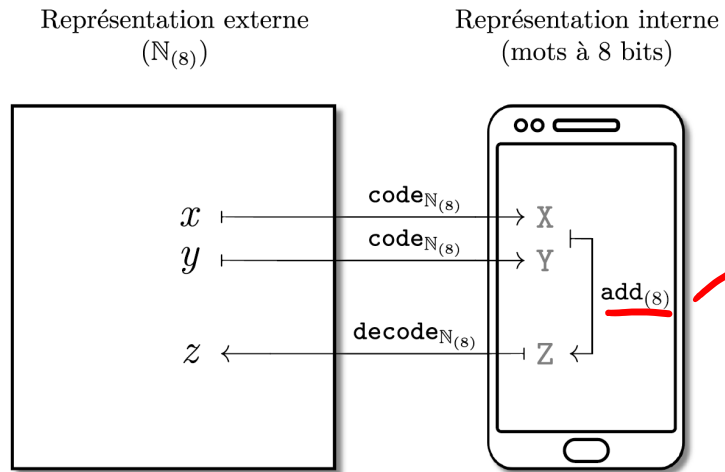 Représentation externe
(ℕ₍₈₎)
Représentation interne
(mots à 8 bits)
x code_ℕ₍₈₎ X
y code_ℕ₍₈₎ Y
add₍₈₎
z decode_ℕ₍₈₎ Z